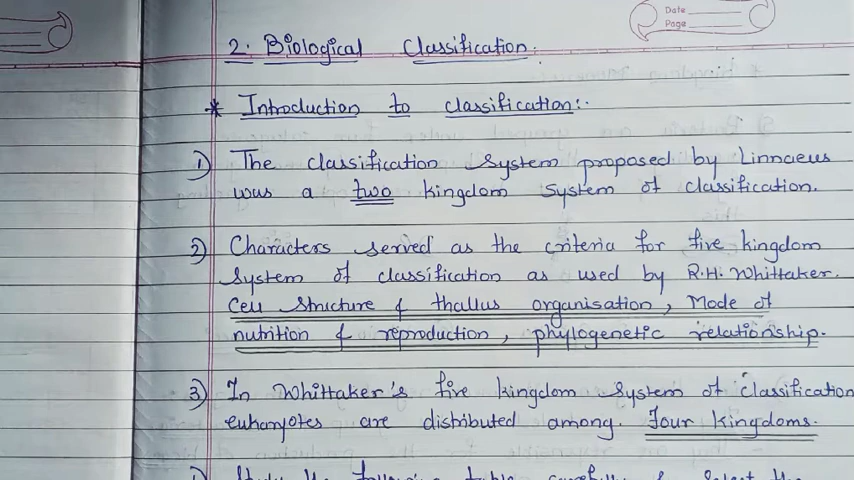 Date
Page
2. Biological Classification.
* Introduction to classification:-
1) The classification system proposed by Linnaeus
was a two kingdom system of classification.
2) Characters served as the criteria for five kingdom
system of classification as used by R.H. Whittaker.
Cell structure & thallus organisation, Mode of
nutrition & reproduction, phylogenetic relationship.
3) In Whittaker's five kingdom system of classification
eukaryotes are distributed among. Four kingdoms.